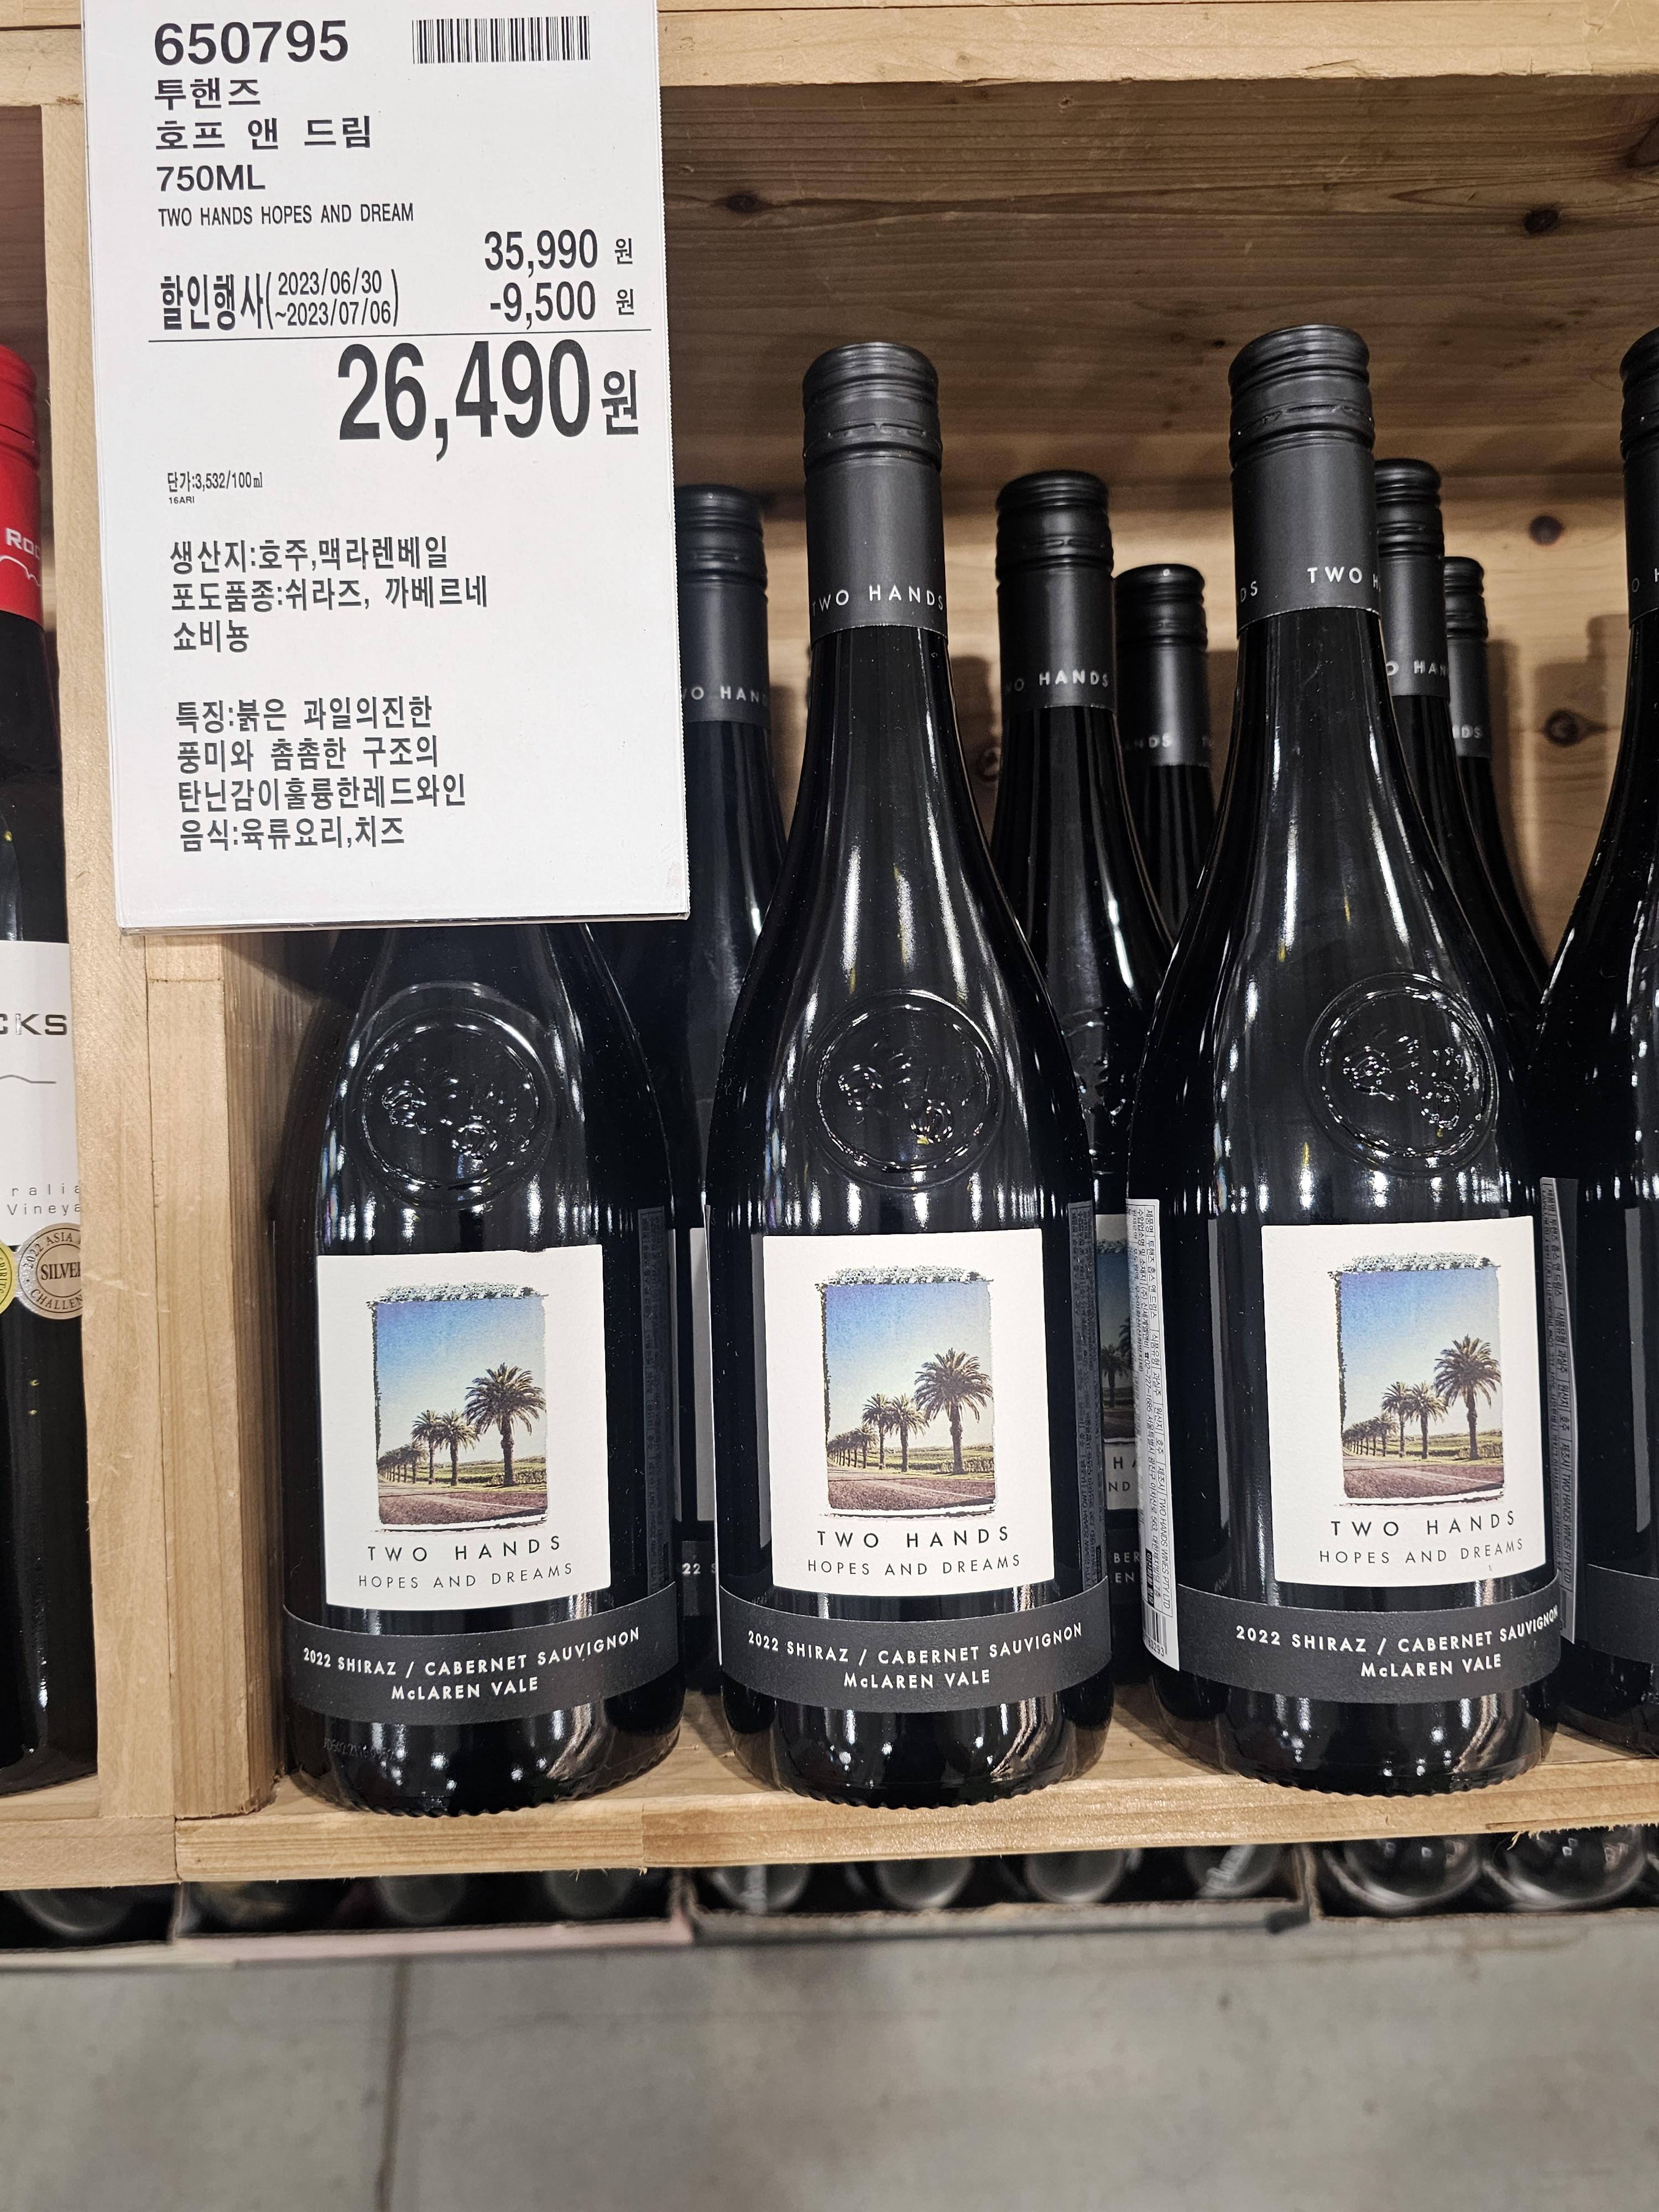 650795
투핸즈
호프 앤 드림
750ML
TWO HANDS HOPES AND DREAM
35,990 원
할인행사(2023/06/30
~2023/07/06)
-9,500 원
26,490원
단가:3,532/100㎖
16ARI
생산지:호주,맥라렌베일
포도품종:쉬라즈, 까베르네
쇼비뇽
특징:붉은 과일의진한
풍미와 촘촘한 구조의
탄닌감이훌륭한레드와인
음식:육류요리,치즈
TWO HANDS
HANDS
TWO
TWO HANDS
HOPES AND DREAMS
2022 SHIRAZ / CABERNET SAUVIGNON
McLAREN VALE
TWO HANDS
HOPES AND DREAMS
2022 SHIRAZ / CABERNET SAUVIGNON
McLAREN VALE
TWO HANDS
HOPES AND DREAMS
2022 SHIRAZ / CABERNET SAUVIGNON
McLAREN VALE
2022 ASIA
SILVER